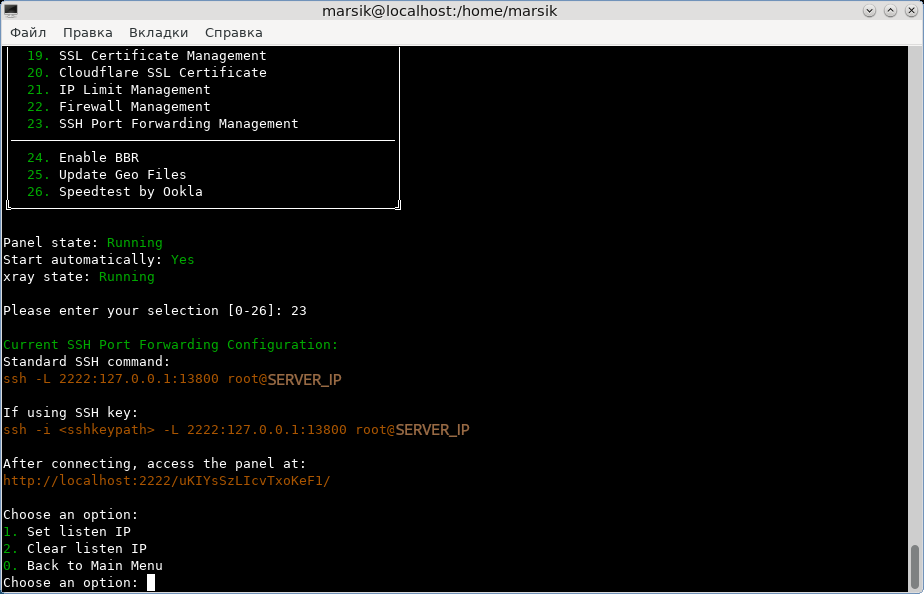 marsik@localhost:/home/marsik
Файл Правка Вкладки Справка
19. SSL Certificate Management
20. Cloudflare SSL Certificate
21. IP Limit Management
22. Firewall Management
23. SSH Port Forwarding Management
24. Enable BBR
25. Update Geo Files
26. Speedtest by Ookla
Panel state: Running
Start automatically: Yes
xray state: Running
Please enter your selection [0-26]: 23
Current SSH Port Forwarding Configuration:
Standard SSH command:
ssh -L 2222:127.0.0.1:13800 root@SERVER_IP
If using SSH key:
ssh -i <sshkeypath> -L 2222:127.0.0.1:13800 root@SERVER_IP
After connecting, access the panel at:
http://localhost:2222/uKIYsSzLIcvTxoKeF1/
Choose an option:
1. Set listen IP
2. Clear listen IP
0. Back to Main Menu
Choose an option: